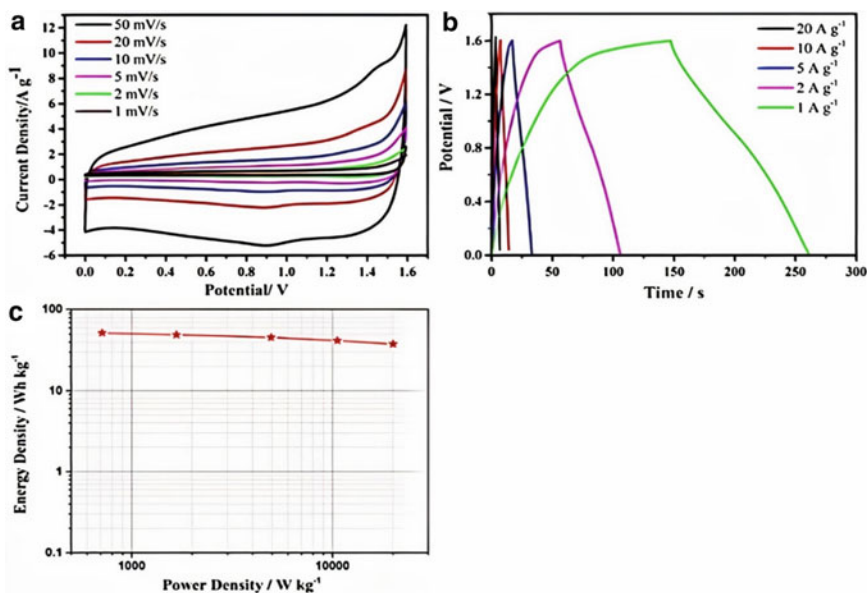 a
50 mV/s
20 mV/s
10 mV/s
5 mV/s
2 mV/s
1 mV/s
Current Density/A g⁻¹
12
10
8
6
4
2
0
-2
-4
-6
0.0 0.2 0.4 0.6 0.8 1.0 1.2 1.4 1.6
Potential/ V
b
20 A g⁻¹
10 A g⁻¹
5 A g⁻¹
2 A g⁻¹
1 A g⁻¹
Potential / V
1.6
1.2
0.8
0.4
0.0
0 50 100 150 200 250 300
Time / s
c
Energy Density / Wh kg⁻¹
100
10
1
0.1
1000 10000
Power Density / W kg⁻¹